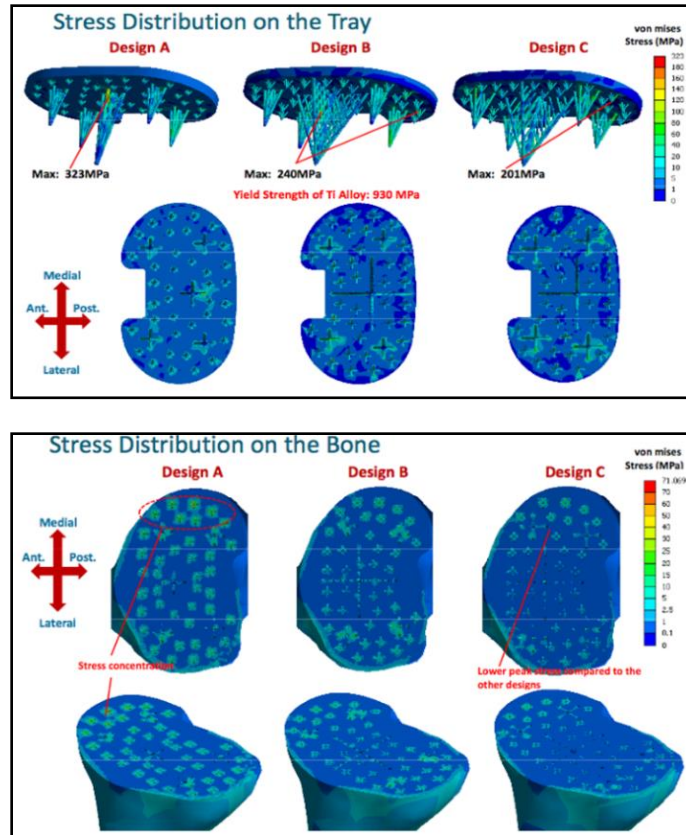 Stress Distribution on the Tray
Design A
Design B
Design C
von mises
Stress (MPa)
323
180
160
140
120
100
80
60
40
20
10
5
1
0
Max: 323MPa
Max: 240MPa
Max: 201MPa
Yield Strength of Ti Alloy: 930 MPa
Medial
Ant.
Post.
Lateral
Stress Distribution on the Bone
Design A
Design B
Design C
von mises
Stress (MPa)
71.069
70
60
50
40
30
25
20
15
10
5
2.5
1
0.1
0
Medial
Ant.
Post.
Lateral
Stress concentration
Lower peak stress compared to the
other designs